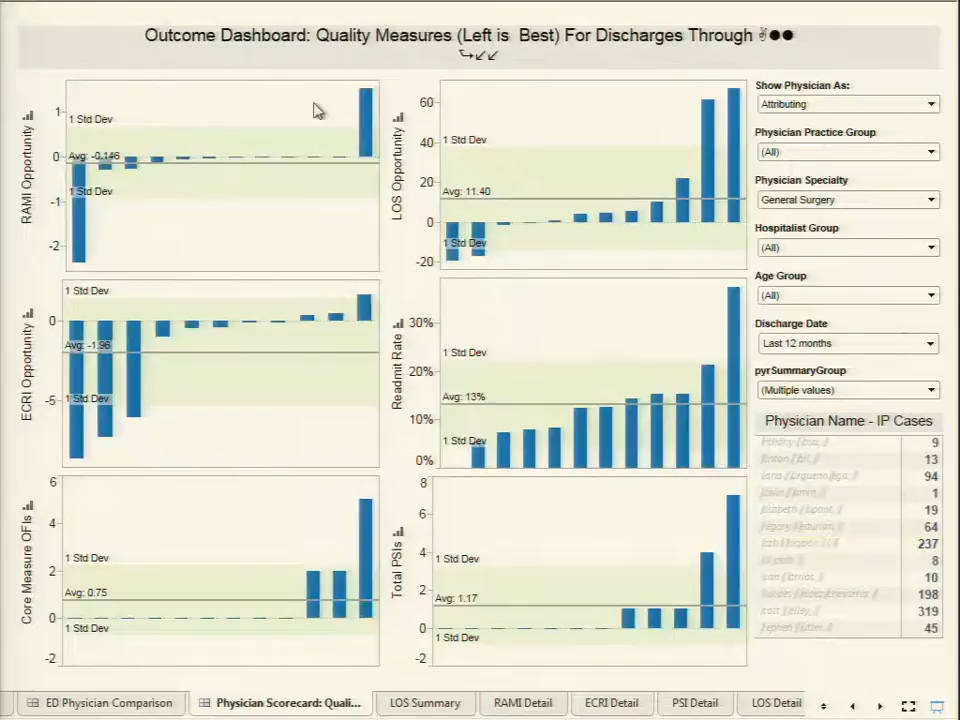 Outcome Dashboard: Quality Measures (Left is Best) For Discharges Through
RAMI Opportunity
1
0
-1
-2
1 Std Dev
Avg: -0.146
1 Std Dev
LOS Opportunity
60
40
20
0
-20
1 Std Dev
Avg: 11.40
1 Std Dev
ECRI Opportunity
0
-5
1 Std Dev
Avg: -1.96
1 Std Dev
Readmit Rate
30%
20%
10%
0%
1 Std Dev
Avg: 13%
1 Std Dev
Core Measure OFIs
6
4
2
0
-2
1 Std Dev
Avg: 0.75
1 Std Dev
Total PSIs
8
6
4
2
0
-2
1 Std Dev
Avg: 1.17
1 Std Dev
Show Physician As:
Attributing
Physician Practice Group
(All)
Physician Specialty
General Surgery
Hospitalist Group
(All)
Age Group
(All)
Discharge Date
Last 12 months
pyrSummaryGroup
(Multiple values)
Physician Name - IP Cases
9
13
94
1
19
64
237
8
10
198
319
45
ED Physician Comparison
Physician Scorecard: Quali...
LOS Summary
RAMI Detail
ECRI Detail
PSI Detail
LOS Detail